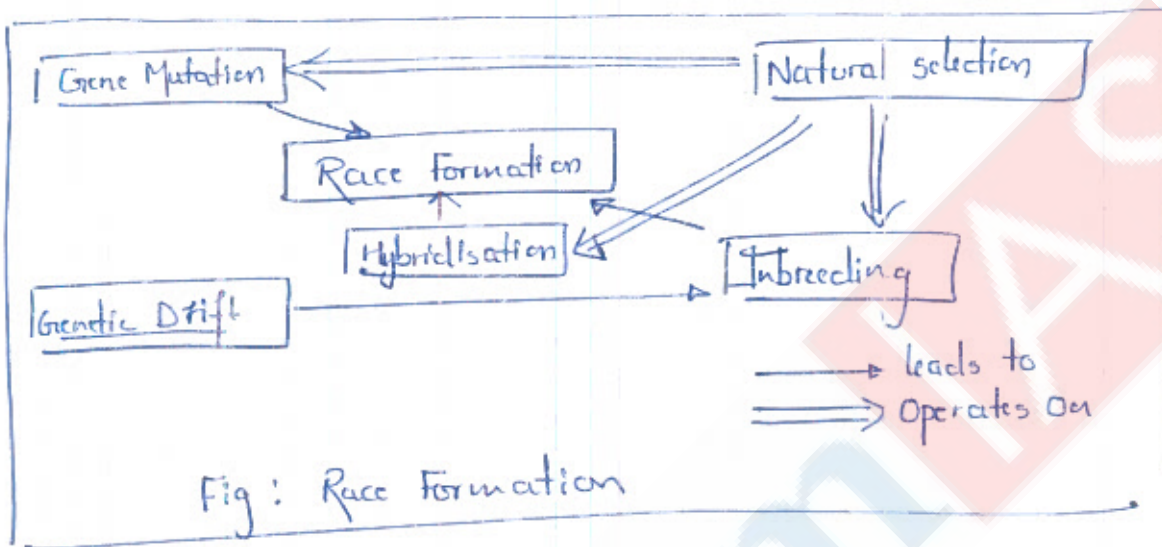 Gene Mutation
Natural selection
Race Formation
Hybridisation
Inbreeding
Genetic Drift
leads to
Operates On
Fig : Race Formation